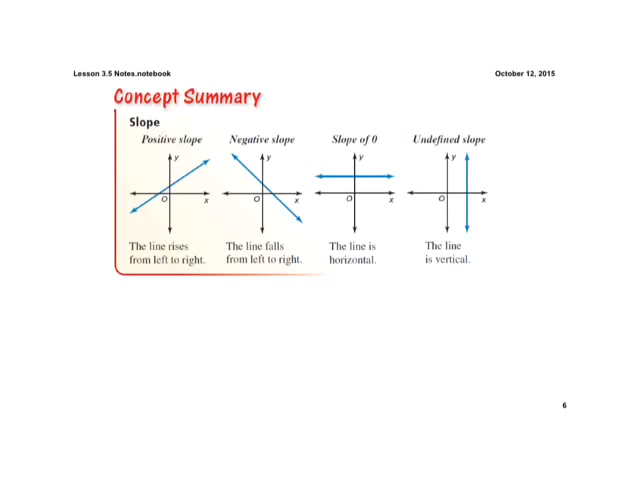 Lesson 3.5 Notes.notebook
October 12, 2015
Concept Summary
Slope
Positive slope
y
O
x
The line rises
from left to right.
Negative slope
y
O
x
The line falls
from left to right.
Slope of 0
y
O
x
The line is
horizontal.
Undefined slope
y
O
x
The line
is vertical.
6